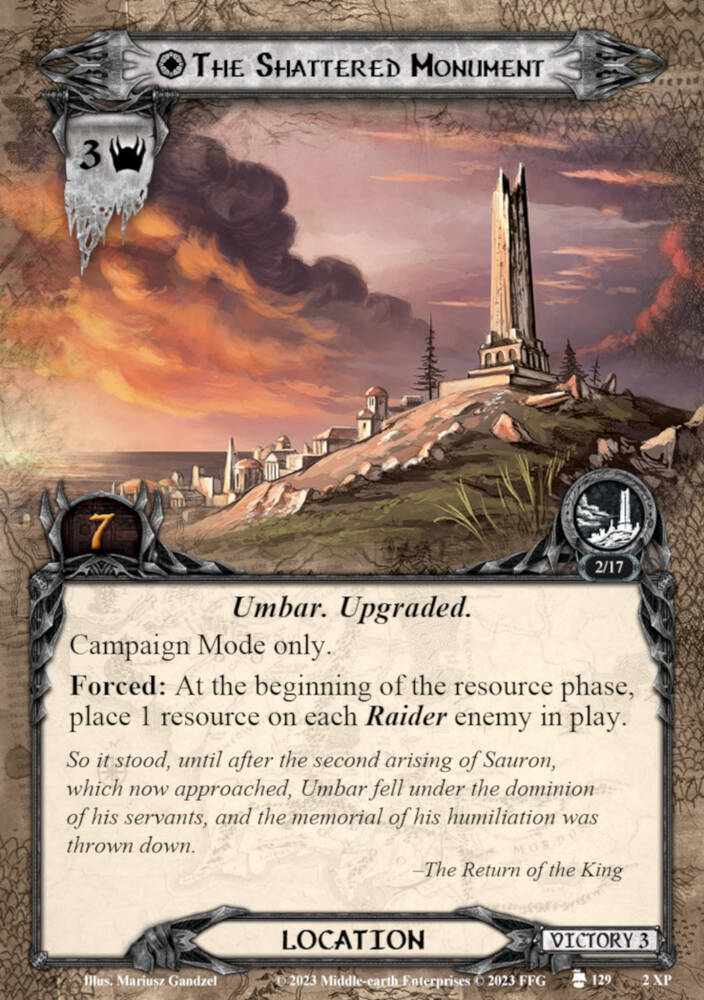 The Shattered Monument
3
7
2/17
Umbar. Upgraded.
Campaign Mode only.
Forced: At the beginning of the resource phase,
place 1 resource on each Raider enemy in play.
So it stood, until after the second arising of Sauron,
which now approached, Umbar fell under the dominion
of his servants, and the memorial of his humiliation was
thrown down.
–The Return of the King
LOCATION
VICTORY 3
Illus. Mariusz Gandzel © 2023 Middle-earth Enterprises © 2023 FFG 129 2 XP